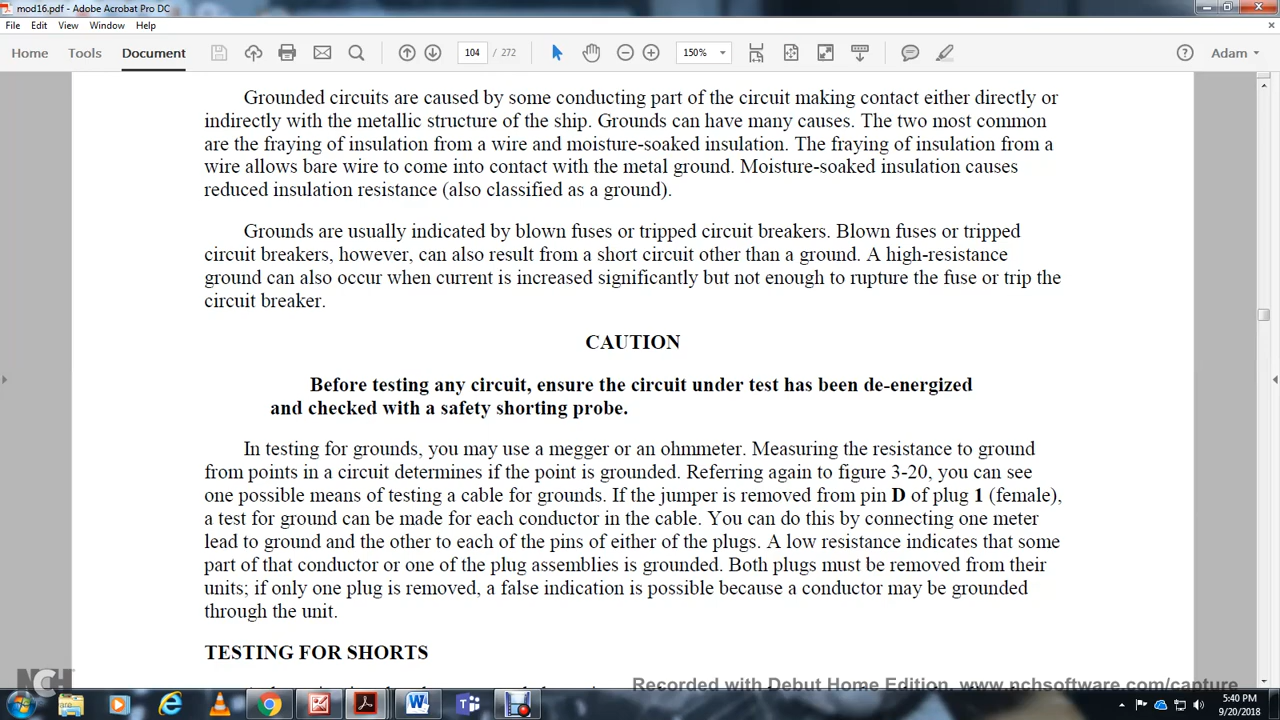 mod16.pdf - Adobe Acrobat Pro DC
File Edit View Window Help
Home Tools Document 104 / 272 150% Adam
Grounded circuits are caused by some conducting part of the circuit making contact either directly or
indirectly with the metallic structure of the ship. Grounds can have many causes. The two most common
are the fraying of insulation from a wire and moisture-soaked insulation. The fraying of insulation from a
wire allows bare wire to come into contact with the metal ground. Moisture-soaked insulation causes
reduced insulation resistance (also classified as a ground).
Grounds are usually indicated by blown fuses or tripped circuit breakers. Blown fuses or tripped
circuit breakers, however, can also result from a short circuit other than a ground. A high-resistance
ground can also occur when current is increased significantly but not enough to rupture the fuse or trip the
circuit breaker.
CAUTION
Before testing any circuit, ensure the circuit under test has been de-energized
and checked with a safety shorting probe.
In testing for grounds, you may use a megger or an ohmmeter. Measuring the resistance to ground
from points in a circuit determines if the point is grounded. Referring again to figure 3-20, you can see
one possible means of testing a cable for grounds. If the jumper is removed from pin D of plug 1 (female),
a test for ground can be made for each conductor in the cable. You can do this by connecting one meter
lead to ground and the other to each of the pins of either of the plugs. A low resistance indicates that some
part of that conductor or one of the plug assemblies is grounded. Both plugs must be removed from their
units; if only one plug is removed, a false indication is possible because a conductor may be grounded
through the unit.
TESTING FOR SHORTS
NCH
Recorded with Debut Home Edition. www.nchsoftware.com/capture
5:40 PM
9/20/2018